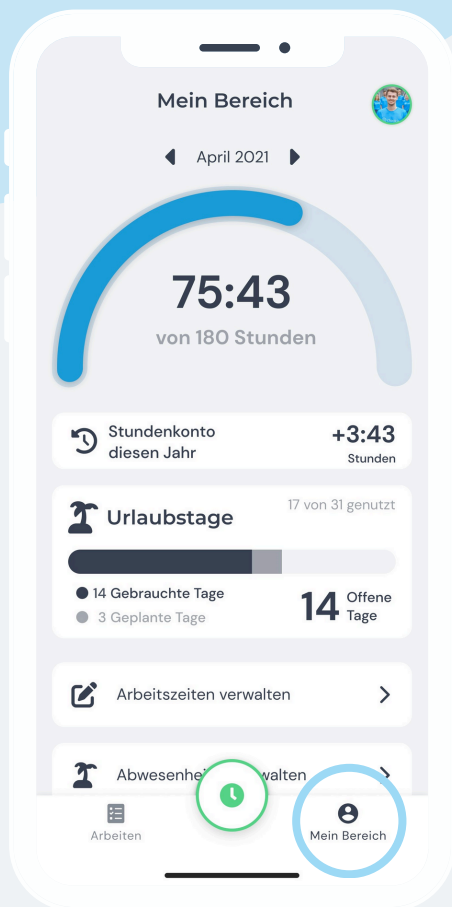 Mein Bereich
April 2021
75:43
von 180 Stunden
Stundenkonto
diesen Jahr
+3:43
Stunden
Urlaubstage
17 von 31 genutzt
14 Gebrauchte Tage
3 Geplante Tage
14 Offene
Tage
Arbeitszeiten verwalten
Arbeiten
Mein Bereich